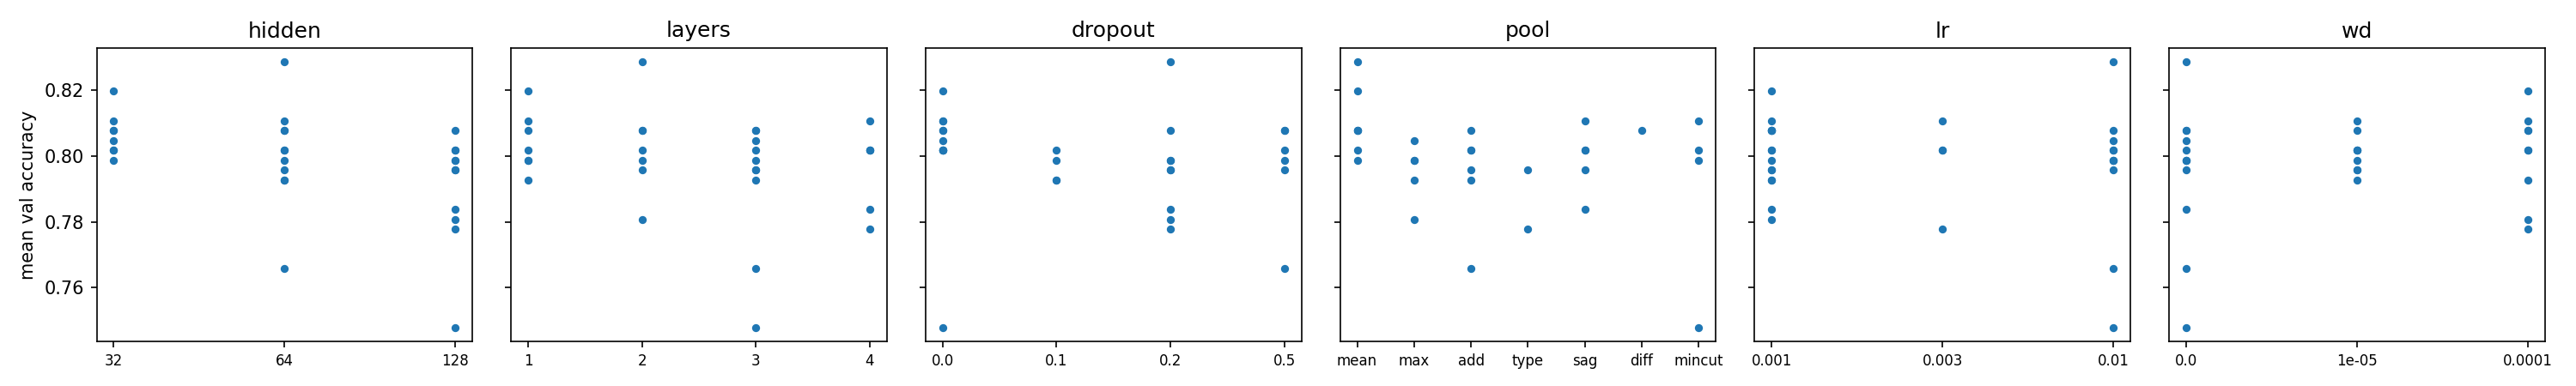 hidden layers dropout pool lr wd
mean val accuracy
0.82
0.80
0.78
0.76
32 64 128 1 2 3 4 0.0 0.1 0.2 0.5 mean max add type sag diff mincut 0.001 0.003 0.01 0.0 1e-05 0.0001